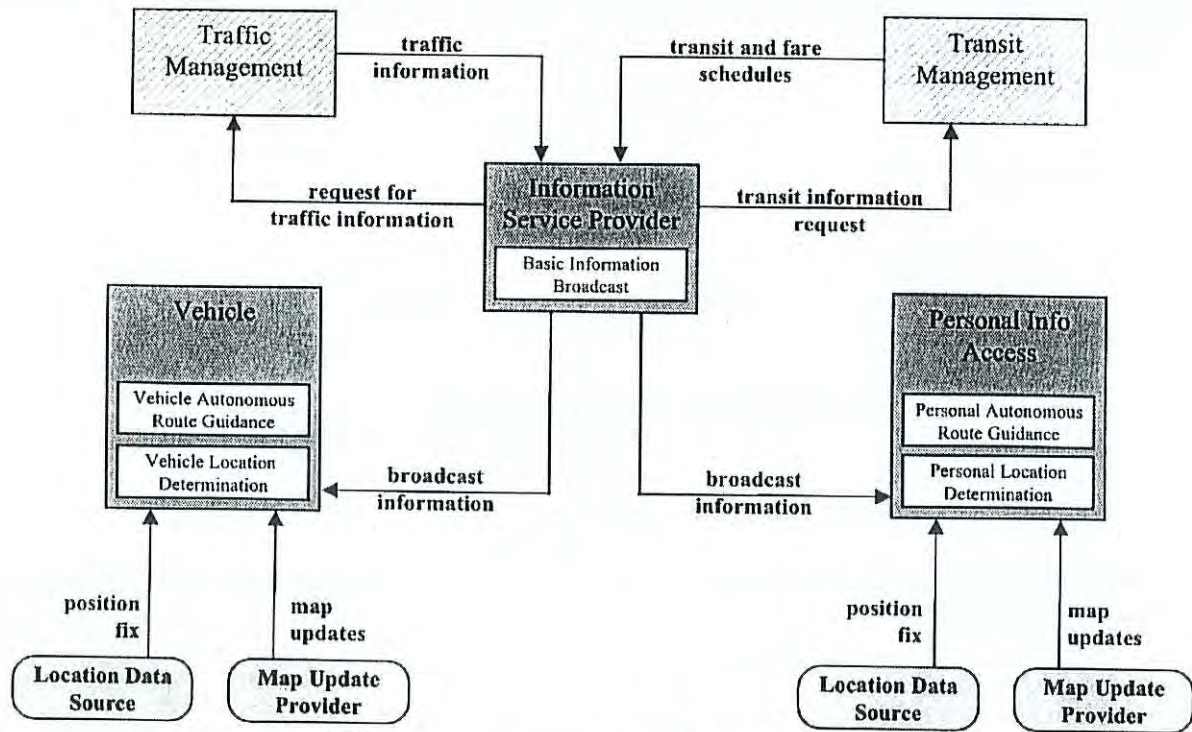 Traffic
Management
traffic
information
transit and fare
schedules
Transit
Management
request for
traffic information
Information
Service Provider
Basic Information
Broadcast
transit information
request
Vehicle
Vehicle Autonomous
Route Guidance
Vehicle Location
Determination
broadcast
information
broadcast
information
Personal Info
Access
Personal Autonomous
Route Guidance
Personal Location
Determination
position
fix
map
updates
position
fix
map
updates
Location Data
Source
Map Update
Provider
Location Data
Source
Map Update
Provider